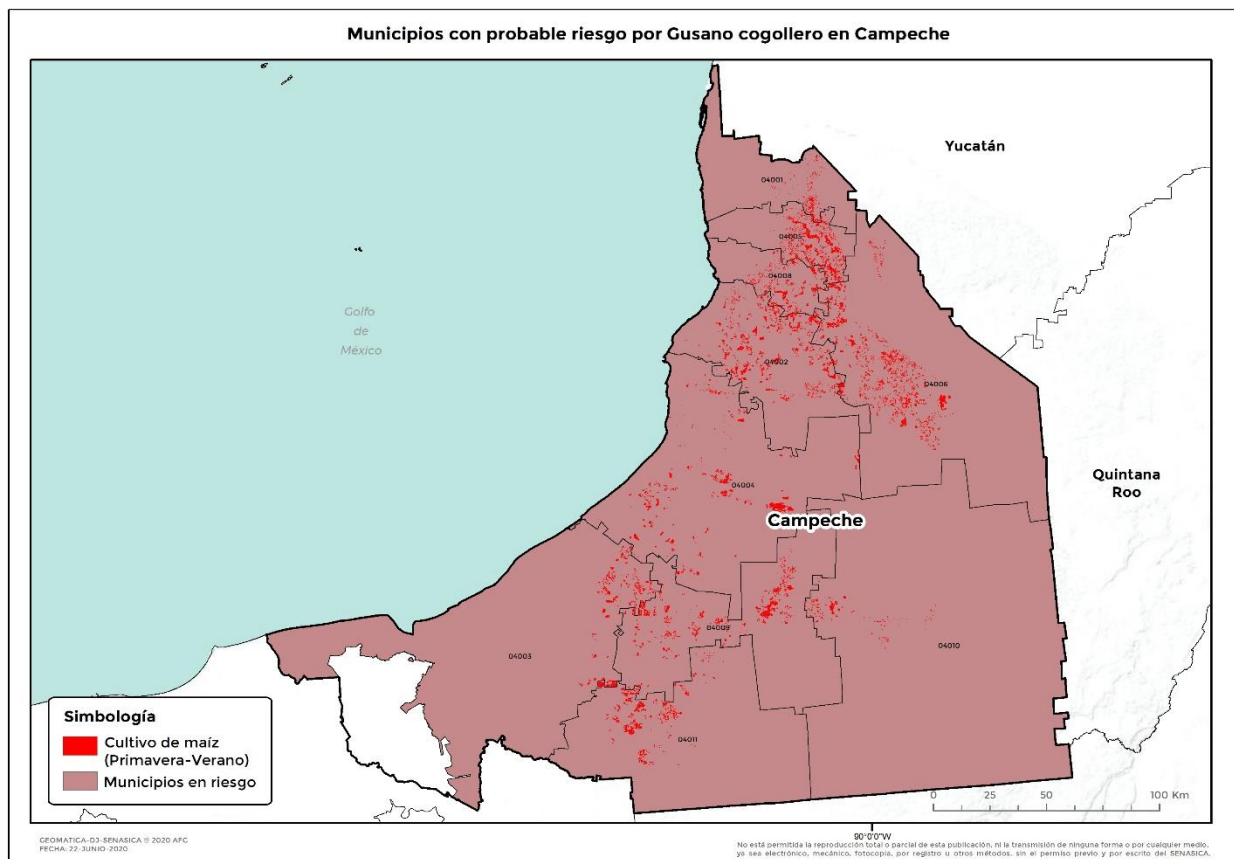 Municipios con probable riesgo por Gusano cogollero en Campeche
Yucatán
04001
04005
04008
Golfo
de
México
04002
04006
Quintana
Roo
04004
Campeche
04009
04003
04010
04011
Simbología
Cultivo de maíz
(Primavera-Verano)
Municipios en riesgo
0 25 50 100 Km
90°0'0"W
GEOMATICA-DJ-SENASICA © 2020 AFC
FECHA: 22-JUNIO-2020
No está permitida la reproducción total o parcial de esta publicación, ni la transmisión de ninguna forma o por cualquier medio,
ya sea electrónico, mecánico, fotocopia, por registro u otros métodos, sin el permiso previo y por escrito del SENASICA.